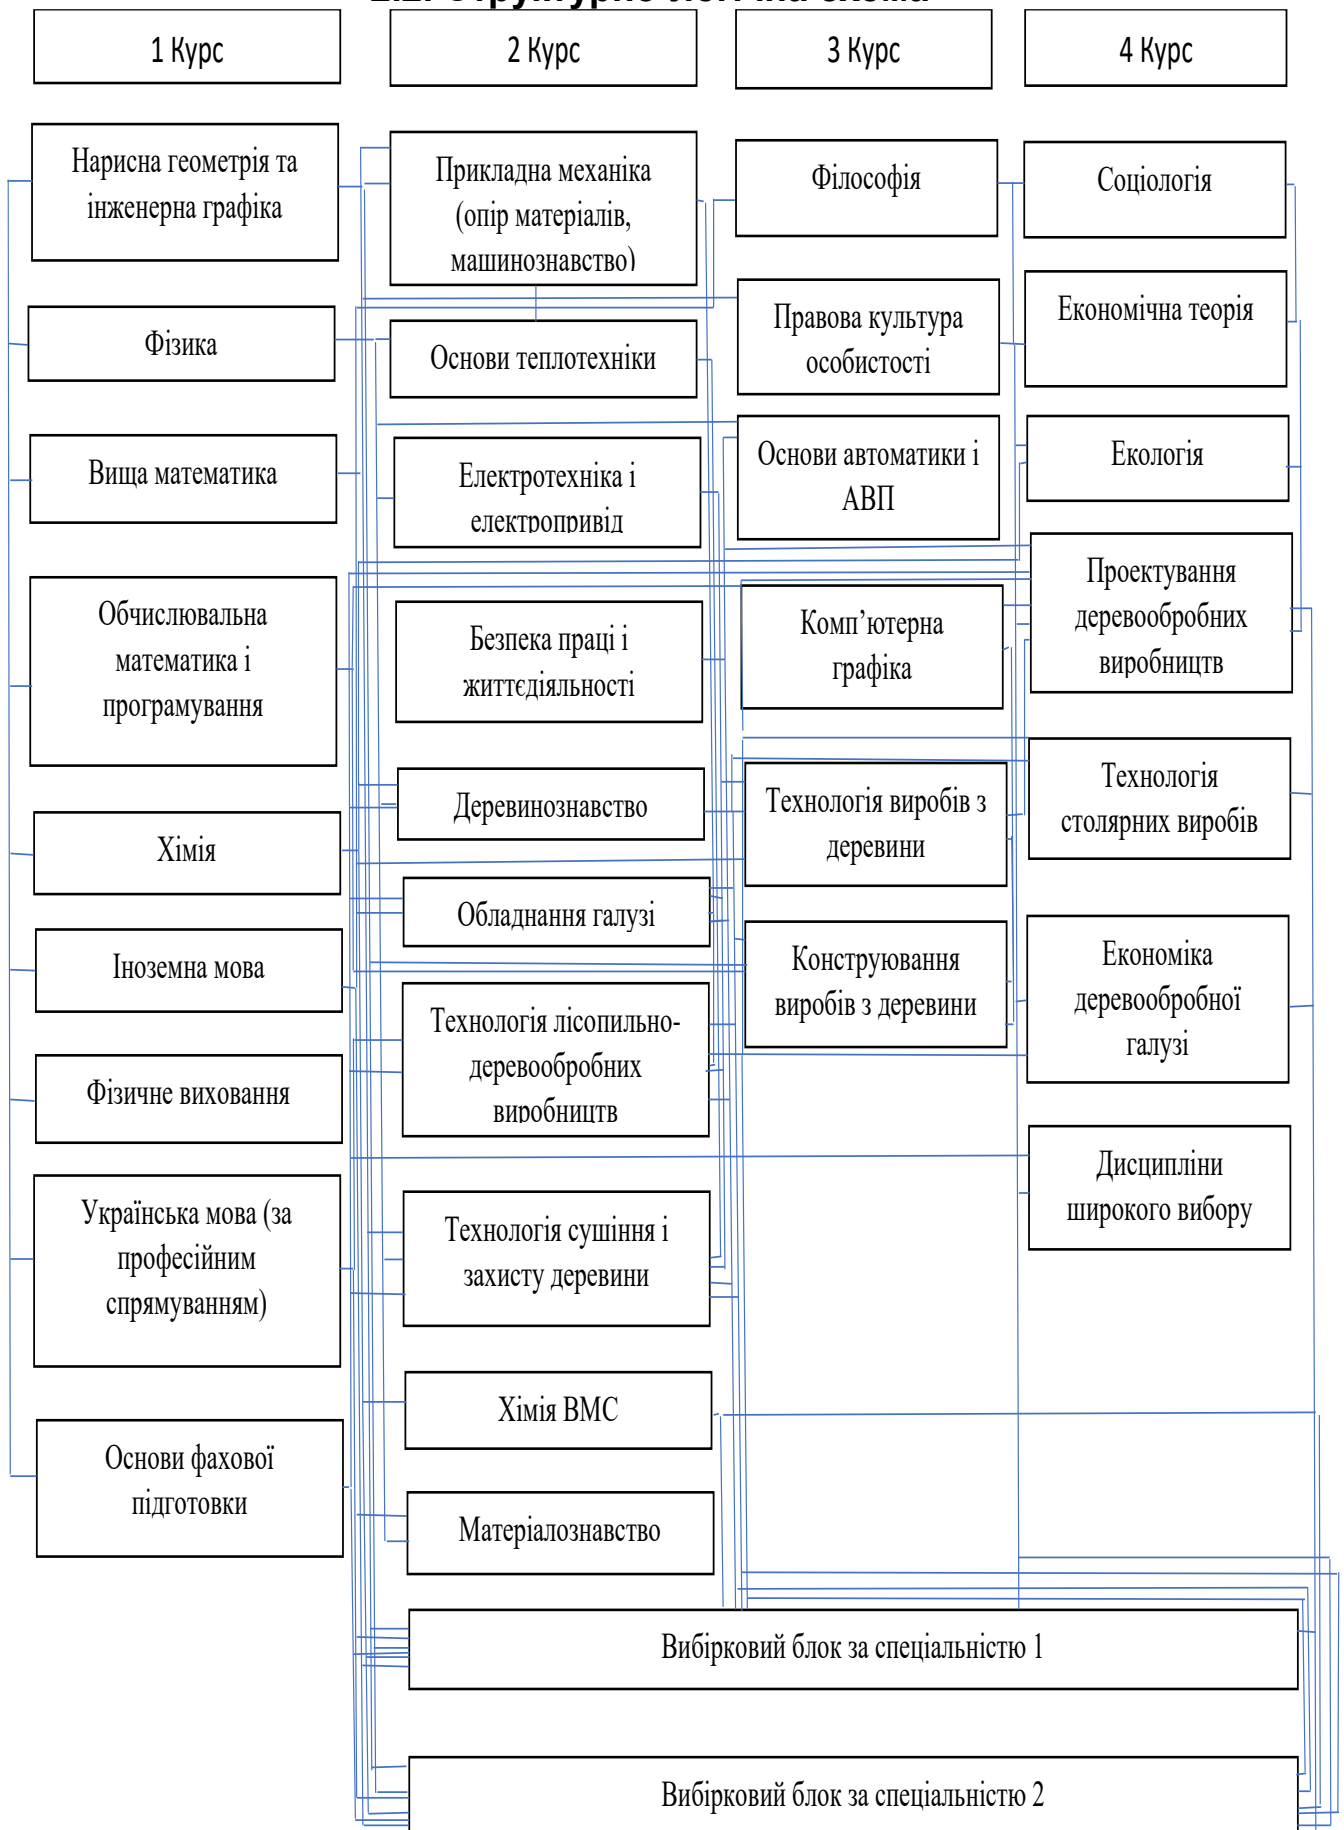 2.2. Структурно-логічна схема
1 Курс
2 Курс
3 Курс
4 Курс
Нарисна геометрія та
інженерна графіка
Фізика
Вища математика
Обчислювальна
математика і
програмування
Хімія
Іноземна мова
Фізичне виховання
Українська мова (за
професійним
спрямуванням)
Основи фахової
підготовки
Прикладна механіка
(опір матеріалів,
машинознавство)
Основи теплотехніки
Електротехніка і
електропривід
Безпека праці і
життєдіяльності
Деревинознавство
Обладнання галузі
Технологія лісопильно-
деревообробних
виробництв
Технологія сушіння і
захисту деревини
Хімія ВМС
Матеріалознавство
Філософія
Правова культура
особистості
Основи автоматики і
АВП
Комп’ютерна
графіка
Технологія виробів з
деревини
Конструювання
виробів з деревини
Соціологія
Економічна теорія
Екологія
Проектування
деревообробних
виробництв
Технологія
столярних виробів
Економіка
деревообробної
галузі
Дисципліни
широкого вибору
Вибірковий блок за спеціальністю 1
Вибірковий блок за спеціальністю 2